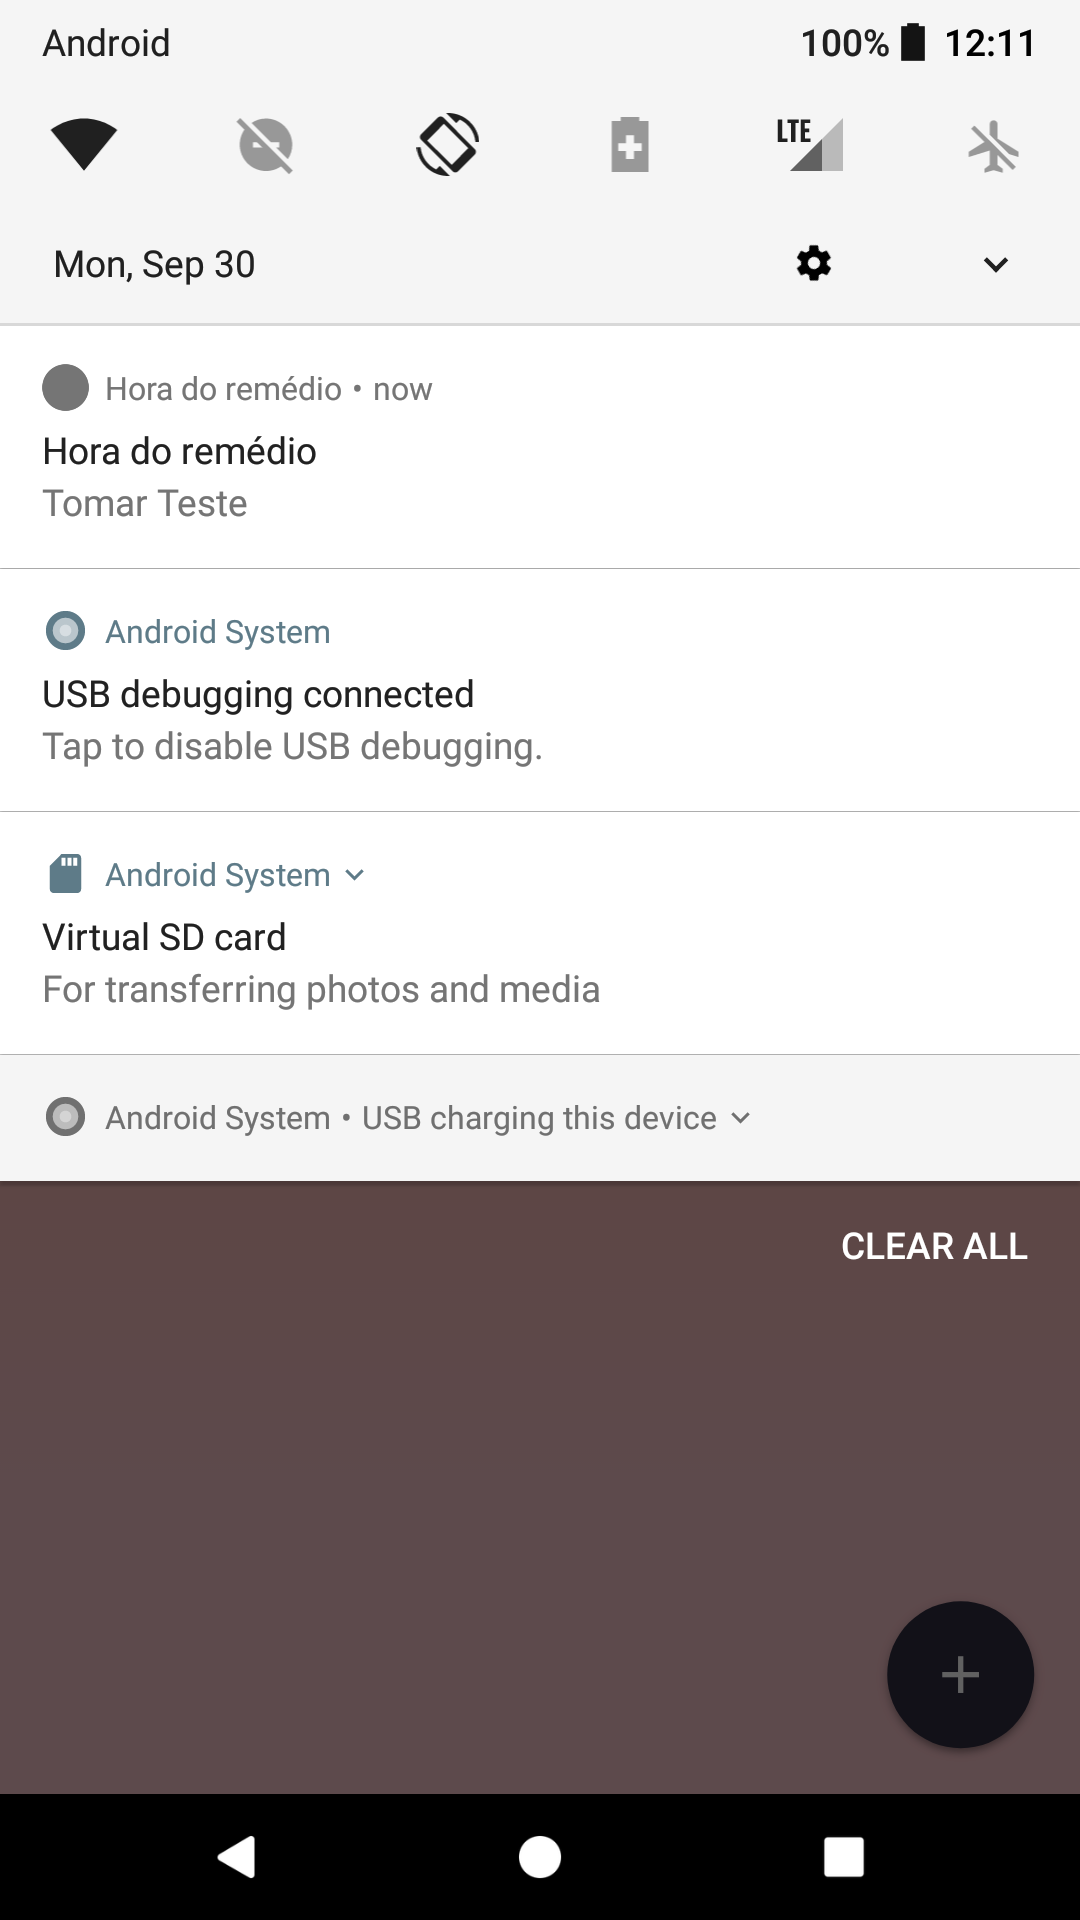 Android 100% 12:11
LTE
Mon, Sep 30
Hora do remédio • now
Hora do remédio
Tomar Teste
Android System
USB debugging connected
Tap to disable USB debugging.
Android System
Virtual SD card
For transferring photos and media
Android System • USB charging this device
CLEAR ALL